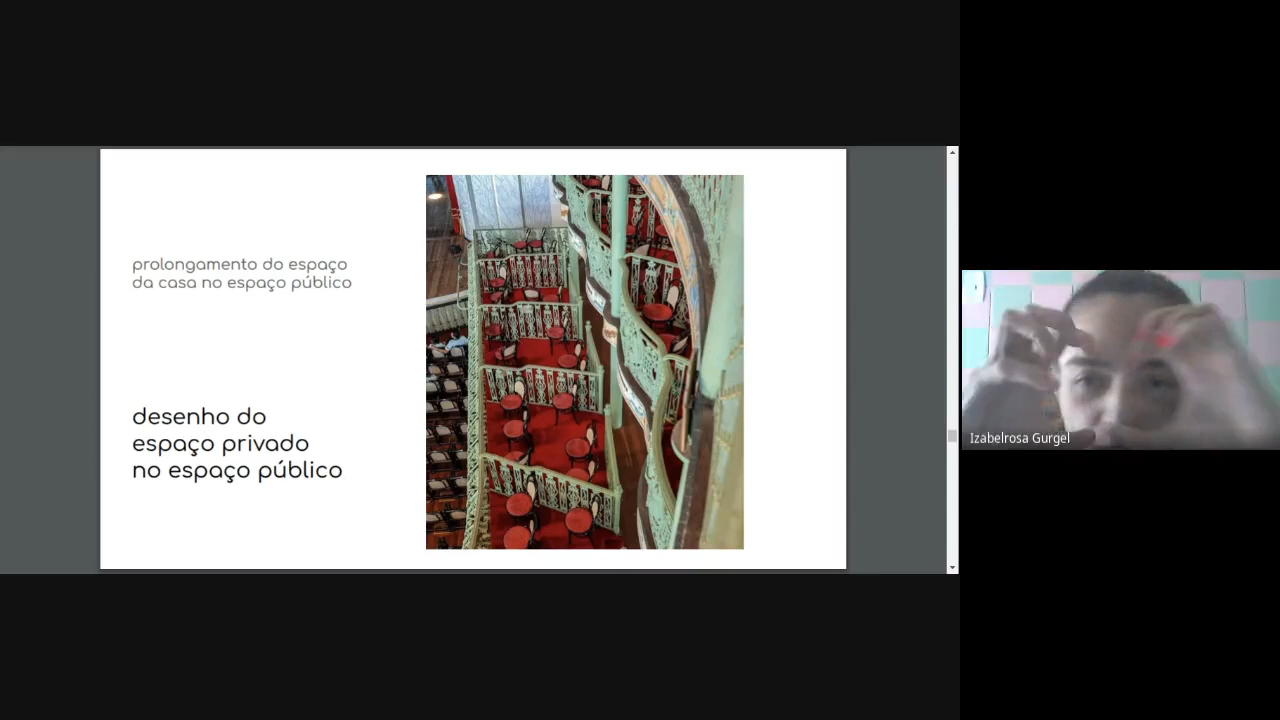 prolongamento do espaço
da casa no espaço público
desenho do
espaço privado
no espaço público
Izabelrosa Gurgel